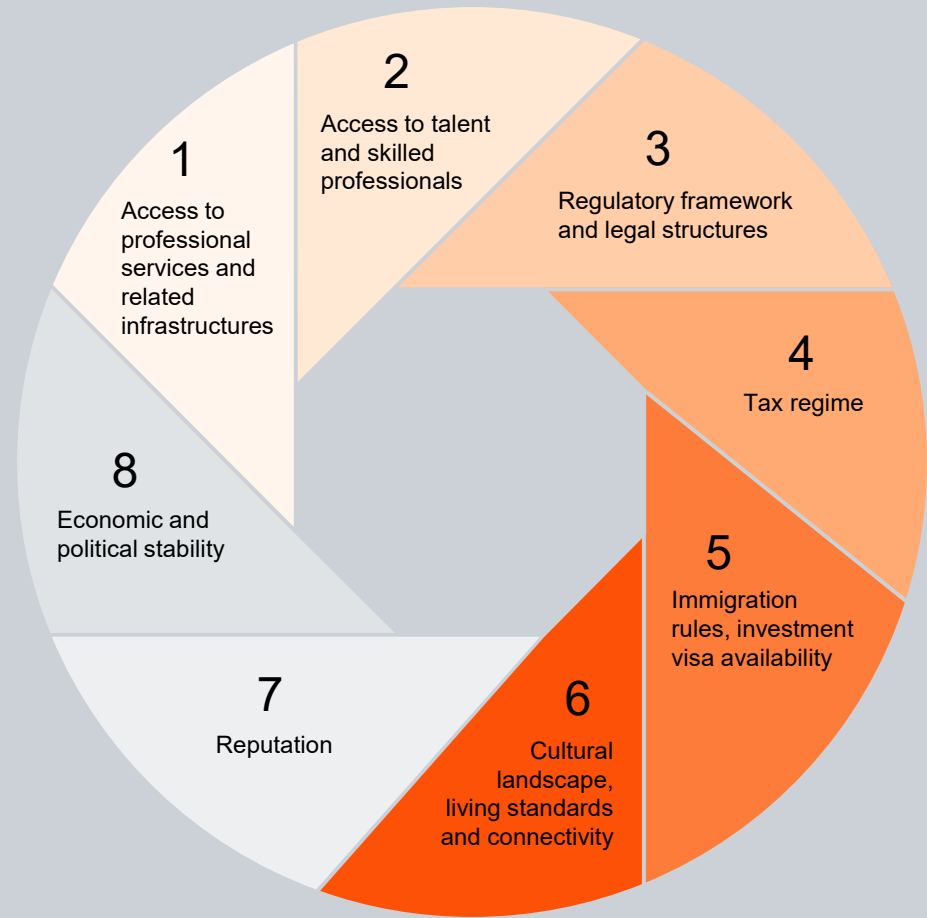 1
Access to
professional
services and
related
infrastructures
2
Access to talent
and skilled
professionals
3
Regulatory framework
and legal structures
4
Tax regime
5
Immigration
rules, investment
visa availability
6
Cultural
landscape,
living standards
and connectivity
7
Reputation
8
Economic and
political stability